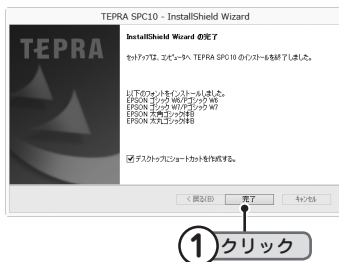 TEPRA SPC10 - InstallShield Wizard
TEPRA
InstallShield Wizard の完了
セットアップは、コンピュータへ TEPRA SPC10 のインストールを終了しました。
以下のフォントをインストールしました。
EPSON ゴシック W6/Pゴシック W6
EPSON ゴシック W7/Pゴシック W7
EPSON 太角ゴシック体B
EPSON 太丸ゴシック体B
デスクトップにショートカットを作成する。
< 戻る(B)
完了
キャンセル
1 クリック